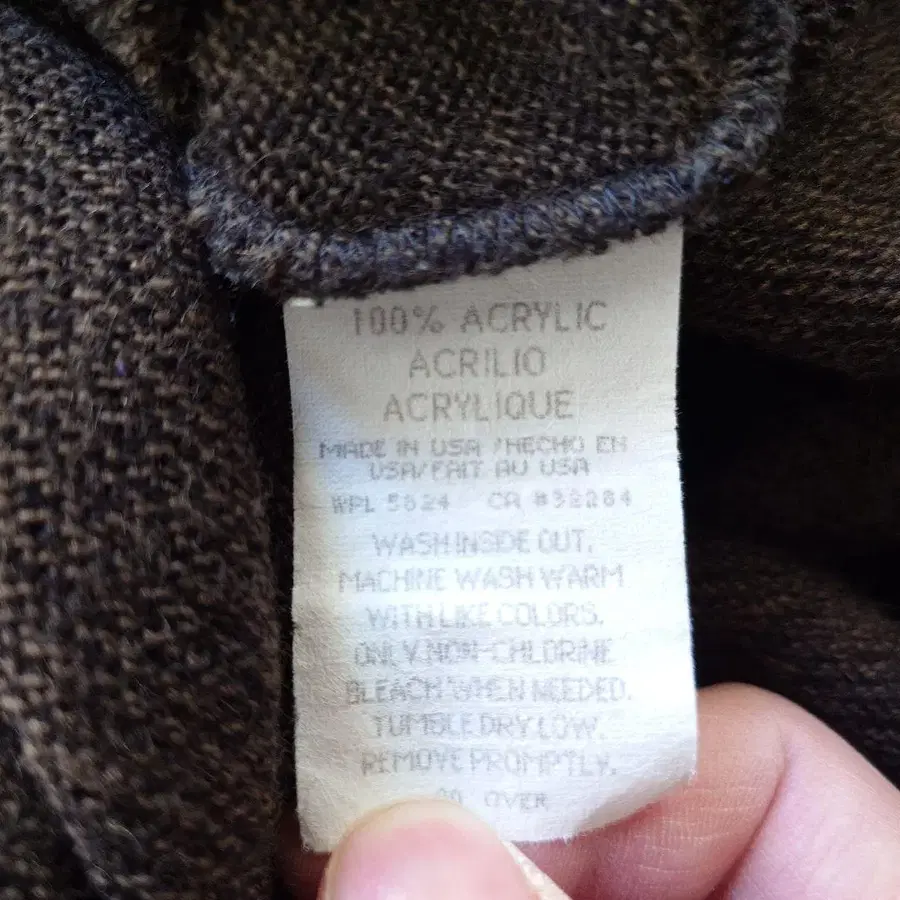 100% ACRYLIC
ACRILIO
ACRYLIQUE
MADE IN USA /HECHO EN
USA/FAIT AU USA
WPL 5624 CA #32284
WASH INSIDE OUT,
MACHINE WASH WARM
WITH LIKE COLORS.
ONLY NON-CHLORINE
BLEACH WHEN NEEDED.
TUMBLE DRY LOW.
REMOVE PROMPTLY.
OVER